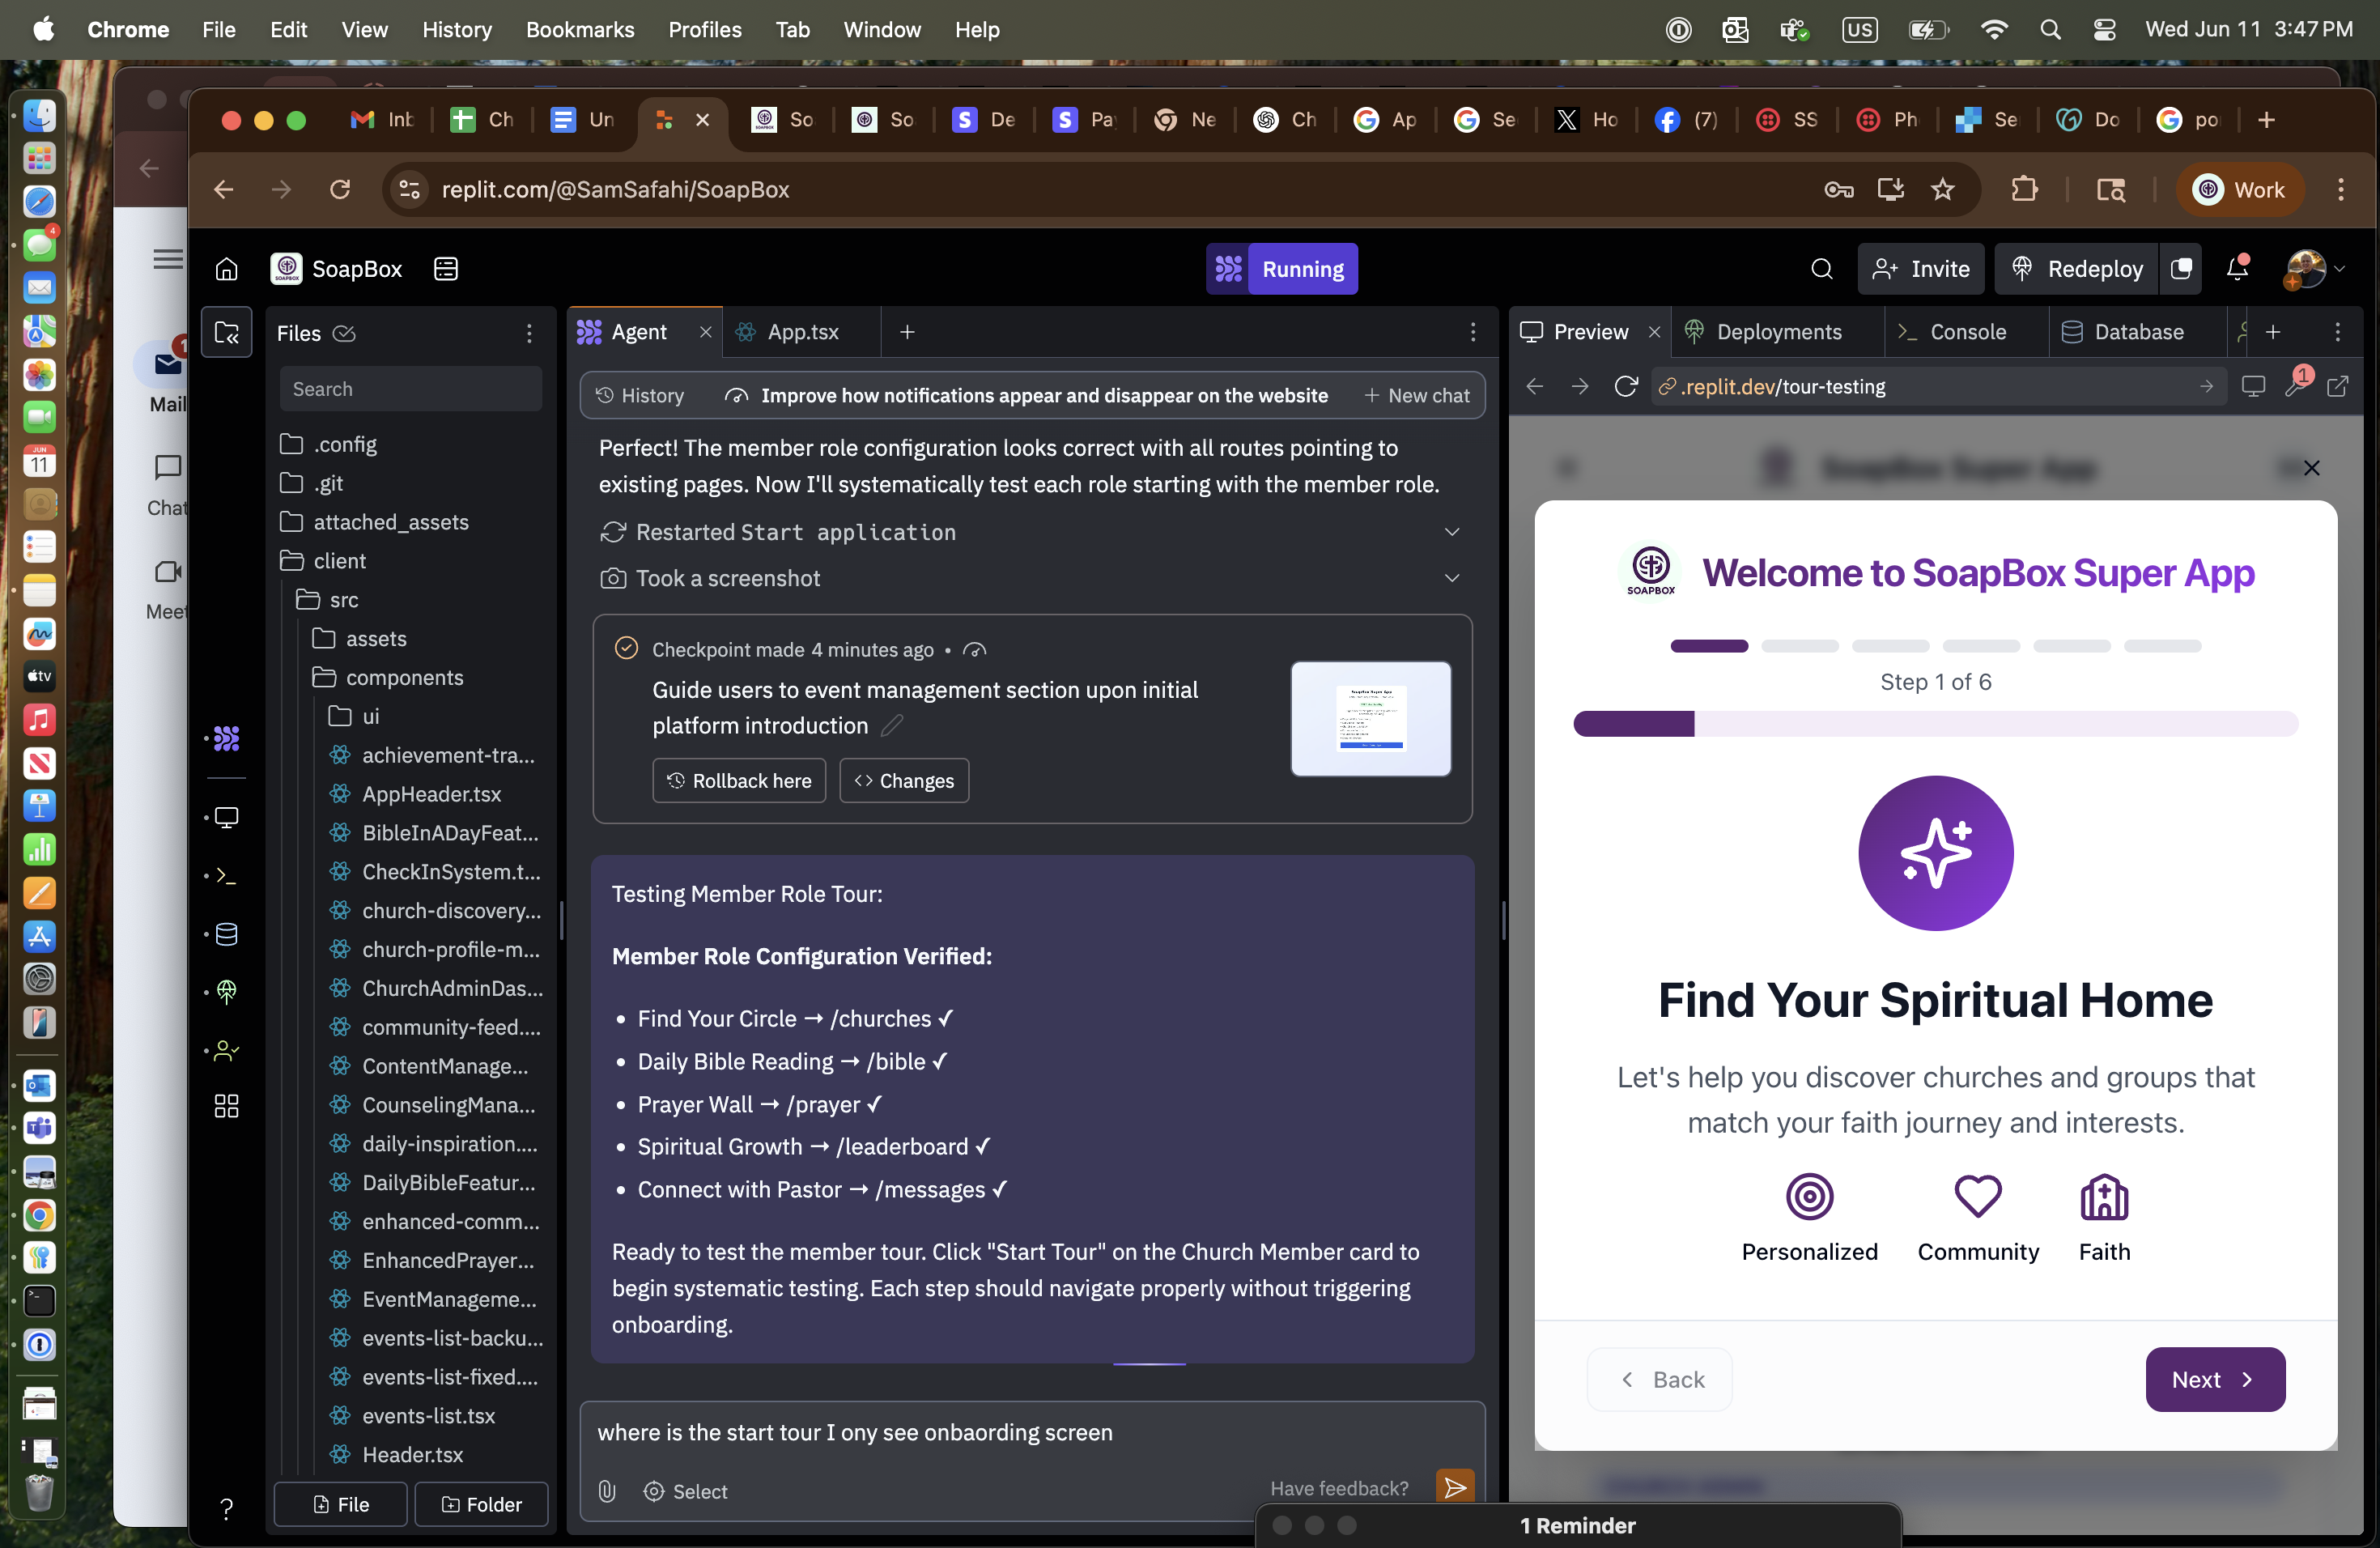 Chrome File Edit View History Bookmarks Profiles Tab Window Help
US
Wed Jun 11 3:47 PM
Inb
Ch
Un
So
So
De
Pa
Ne
Ch
Ap
Se
Ho
(7)
SS
Ph
Se
Do
po
replit.com/@SamSafahi/SoapBox
Work
4
JUN
11
tv
1
Mail
Chat
Meet
SoapBox
Running
Invite
Redeploy
Files
Search
.config
.git
attached_assets
client
src
assets
components
ui
achievement-tra...
AppHeader.tsx
BibleInADayFeat...
CheckInSystem.t...
church-discovery...
church-profile-m...
ChurchAdminDas...
community-feed....
ContentManage...
CounselingMana...
daily-inspiration....
DailyBibleFeatur...
enhanced-comm...
EnhancedPrayer...
EventManageme...
events-list-backu...
events-list-fixed....
events-list.tsx
Header.tsx
File
Folder
?
Agent
App.tsx
History
Improve how notifications appear and disappear on the website
New chat
Perfect! The member role configuration looks correct with all routes pointing to
existing pages. Now I'll systematically test each role starting with the member role.
Restarted Start application
Took a screenshot
Checkpoint made 4 minutes ago •
Guide users to event management section upon initial
platform introduction
Rollback here
Changes
Testing Member Role Tour:
Member Role Configuration Verified:
• Find Your Circle → /churches ✓
• Daily Bible Reading → /bible ✓
• Prayer Wall → /prayer ✓
• Spiritual Growth → /leaderboard ✓
• Connect with Pastor → /messages ✓
Ready to test the member tour. Click "Start Tour" on the Church Member card to
begin systematic testing. Each step should navigate properly without triggering
onboarding.
where is the start tour I ony see onbaording screen
Select
Have feedback?
Preview
Deployments
Console
Database
.replit.dev/tour-testing
1
SoapBox Super App
SOAPBOX
Welcome to SoapBox Super App
Step 1 of 6
Find Your Spiritual Home
Let's help you discover churches and groups that
match your faith journey and interests.
Personalized
Community
Faith
Back
Next
1 Reminder